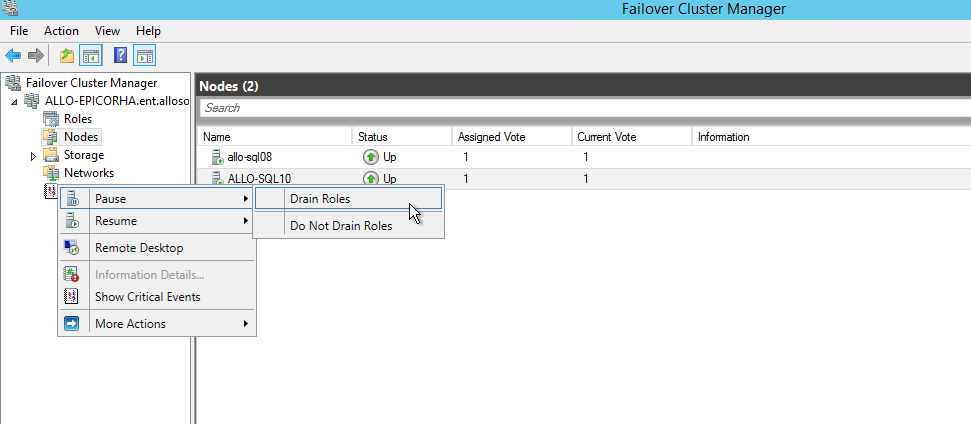 Failover Cluster Manager
File Action View Help
Failover Cluster Manager
ALLO-EPICORHA.ent.alloso
Roles
Nodes
Storage
Networks
Nodes (2)
Search
Name Status Assigned Vote Current Vote Information
allo-sql08 Up 1 1
ALLO-SQL10 Up 1 1
Pause
Resume
Remote Desktop
Information Details...
Show Critical Events
More Actions
Drain Roles
Do Not Drain Roles